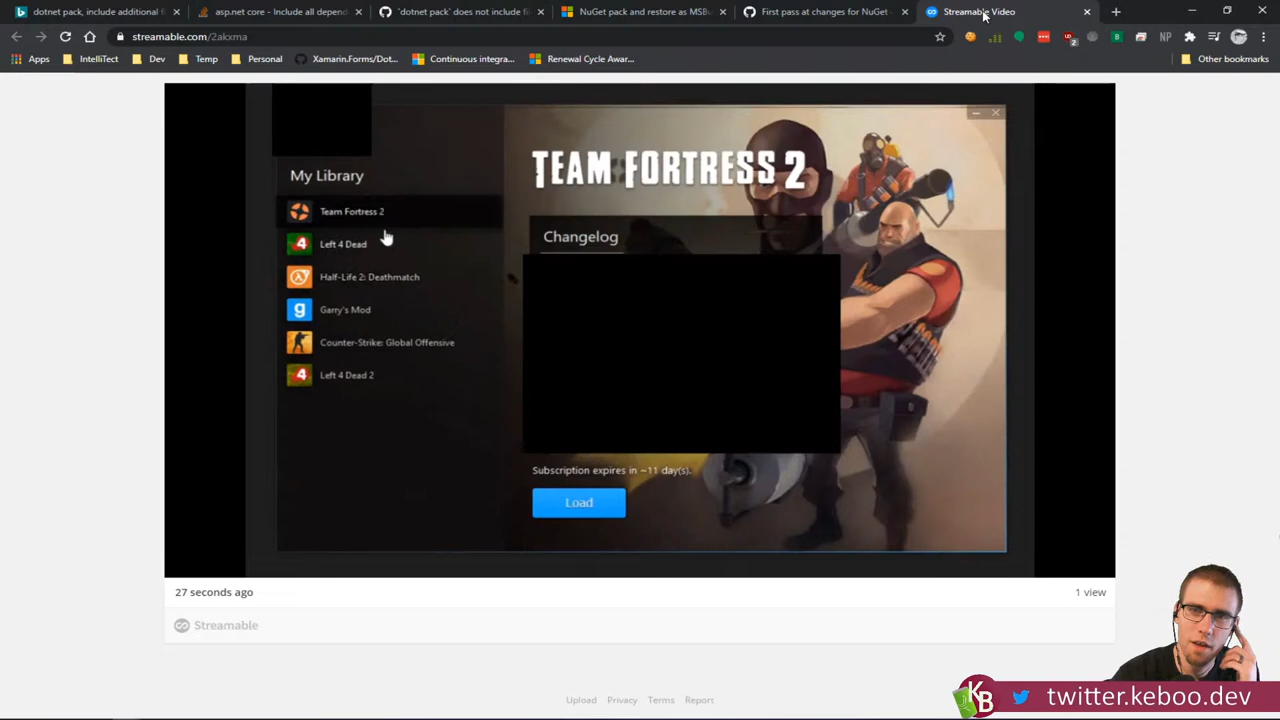 dotnet pack, include additional f
asp.net core - Include all depend
`dotnet pack` does not include fi
NuGet pack and restore as MSBu
First pass at changes for NuGet -
Streamable Video
streamable.com/2akxma
Apps
IntelliTect
Dev
Temp
Personal
Xamarin.Forms/Dot...
Continuous integra...
Renewal Cycle Awar...
Other bookmarks
My Library
Team Fortress 2
Left 4 Dead
Half-Life 2: Deathmatch
Garry's Mod
Counter-Strike: Global Offensive
Left 4 Dead 2
TEAM FORTRESS 2
Changelog
Subscription expires in ~11 day(s).
Load
27 seconds ago
1 view
Streamable
Upload
Privacy
Terms
Report
KB
twitter.keboo.dev